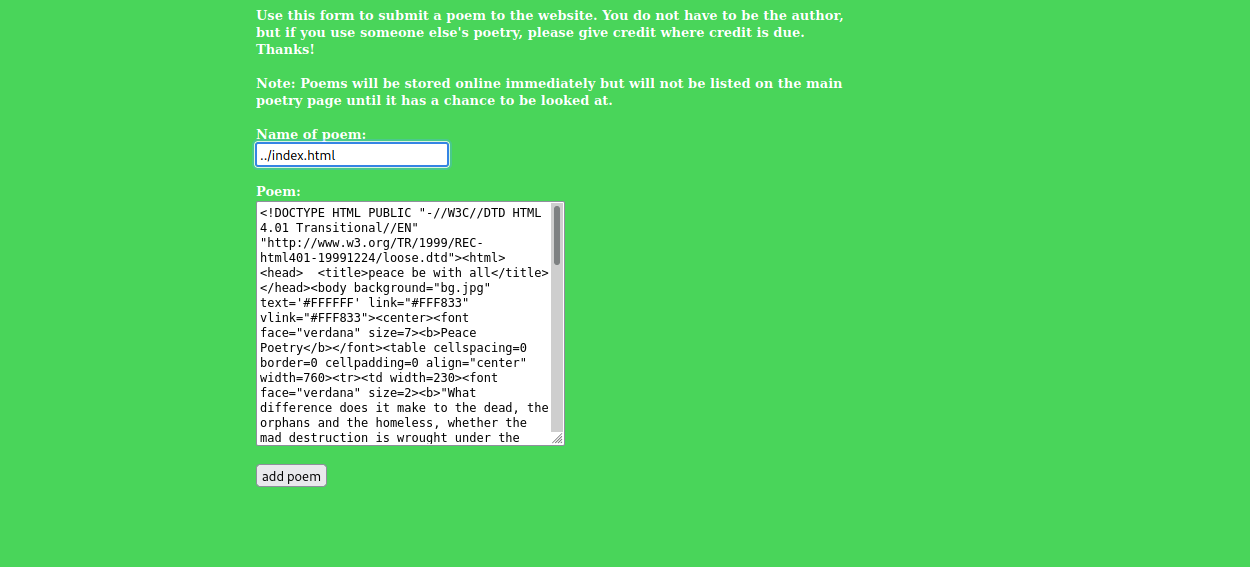 Use this form to submit a poem to the website. You do not have to be the author,
but if you use someone else's poetry, please give credit where credit is due.
Thanks!
Note: Poems will be stored online immediately but will not be listed on the main
poetry page until it has a chance to be looked at.
Name of poem:
../index.html
Poem:
<!DOCTYPE HTML PUBLIC "-//W3C//DTD HTML
4.01 Transitional//EN"
"http://www.w3.org/TR/1999/REC-
html401-19991224/loose.dtd"><html>
<head>  <title>peace be with all</title>
</head><body background="bg.jpg"
text='#FFFFFF' link="#FFF833"
vlink="#FFF833"><center><font
face="verdana" size=7><b>Peace
Poetry</b></font><table cellspacing=0
border=0 cellpadding=0 align="center"
width=760><tr><td width=230><font
face="verdana" size=2><b>"What
difference does it make to the dead, the
orphans and the homeless, whether the
mad destruction is wrought under the
add poem